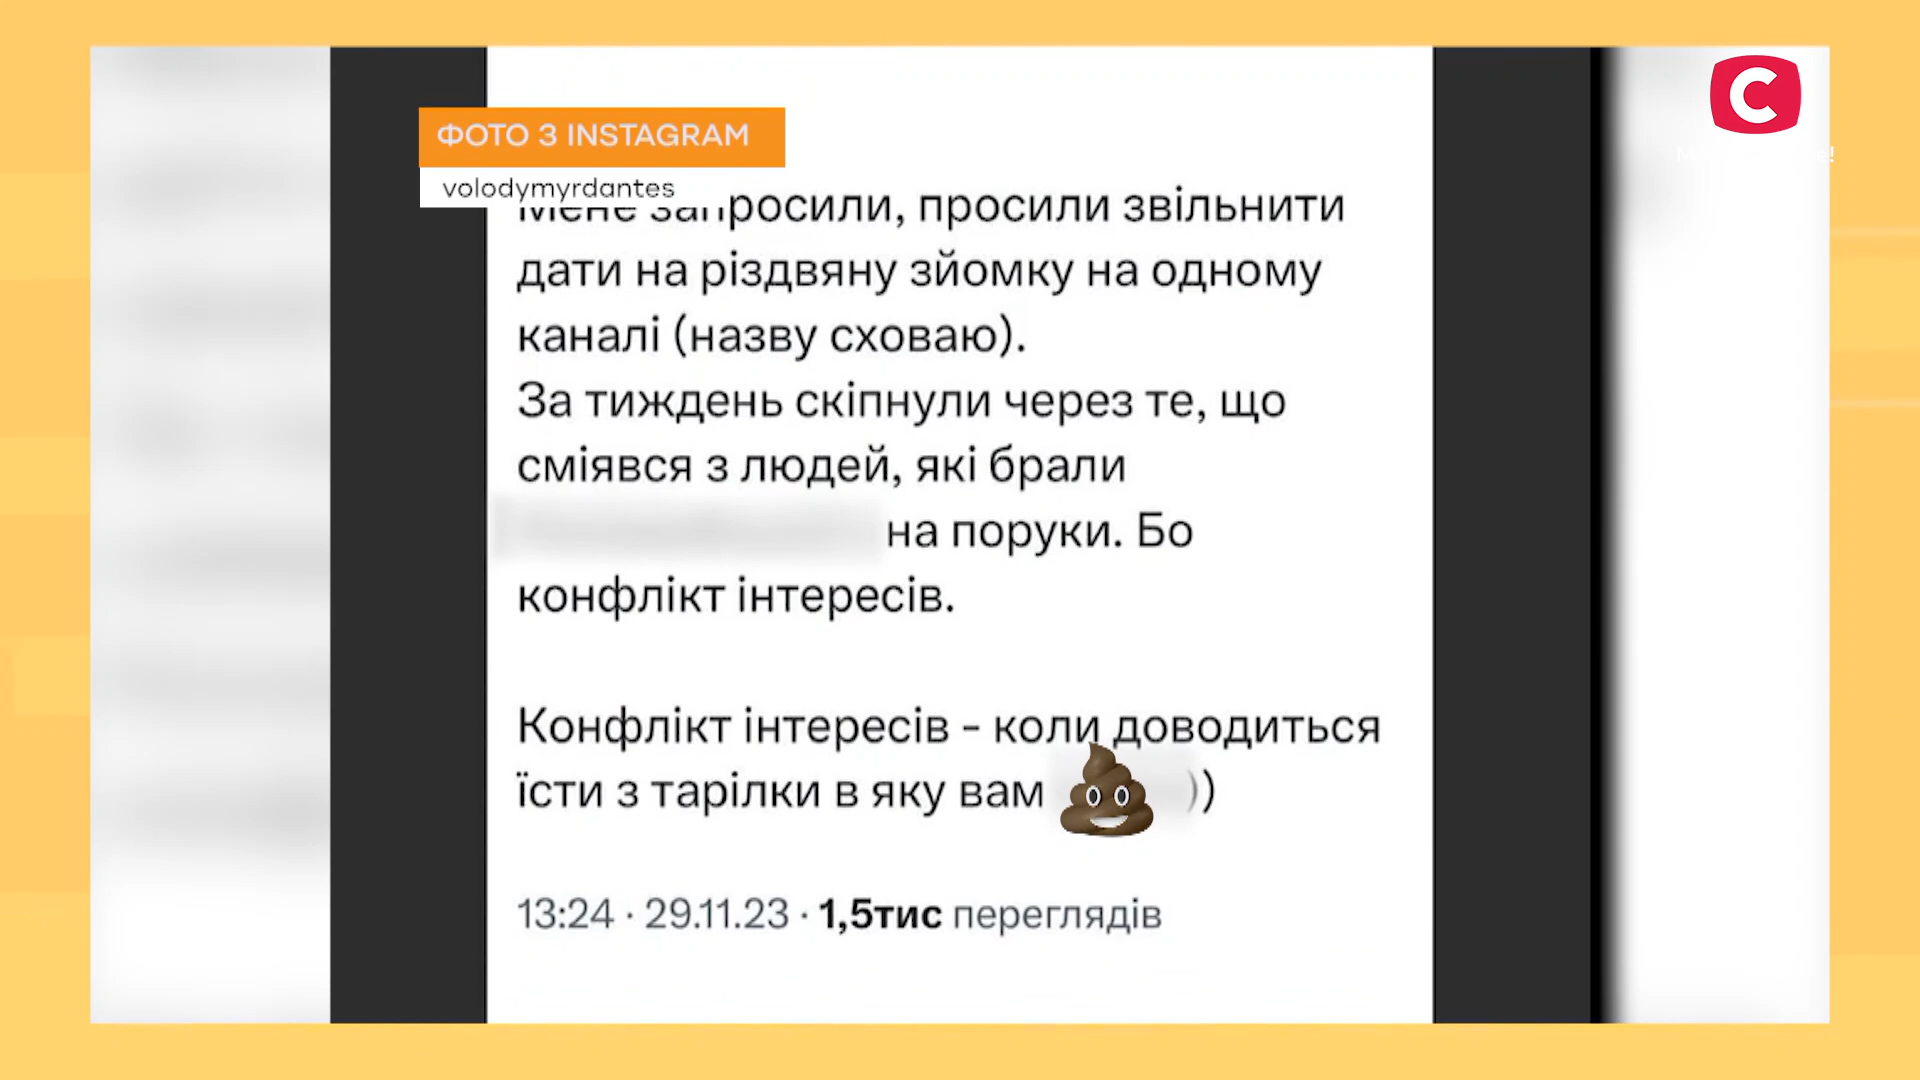 ФОТО З INSTAGRAM
volodymyrdantes
Мене запросили, просили звільнити
дати на різдвяну зйомку на одному
каналі (назву сховаю).
За тиждень скіпнули через те, що
сміявся з людей, які брали
на поруки. Бо
конфлікт інтересів.
Конфлікт інтересів - коли доводиться
їсти з тарілки в яку вам 💩))
13:24 · 29.11.23 · 1,5тис переглядів